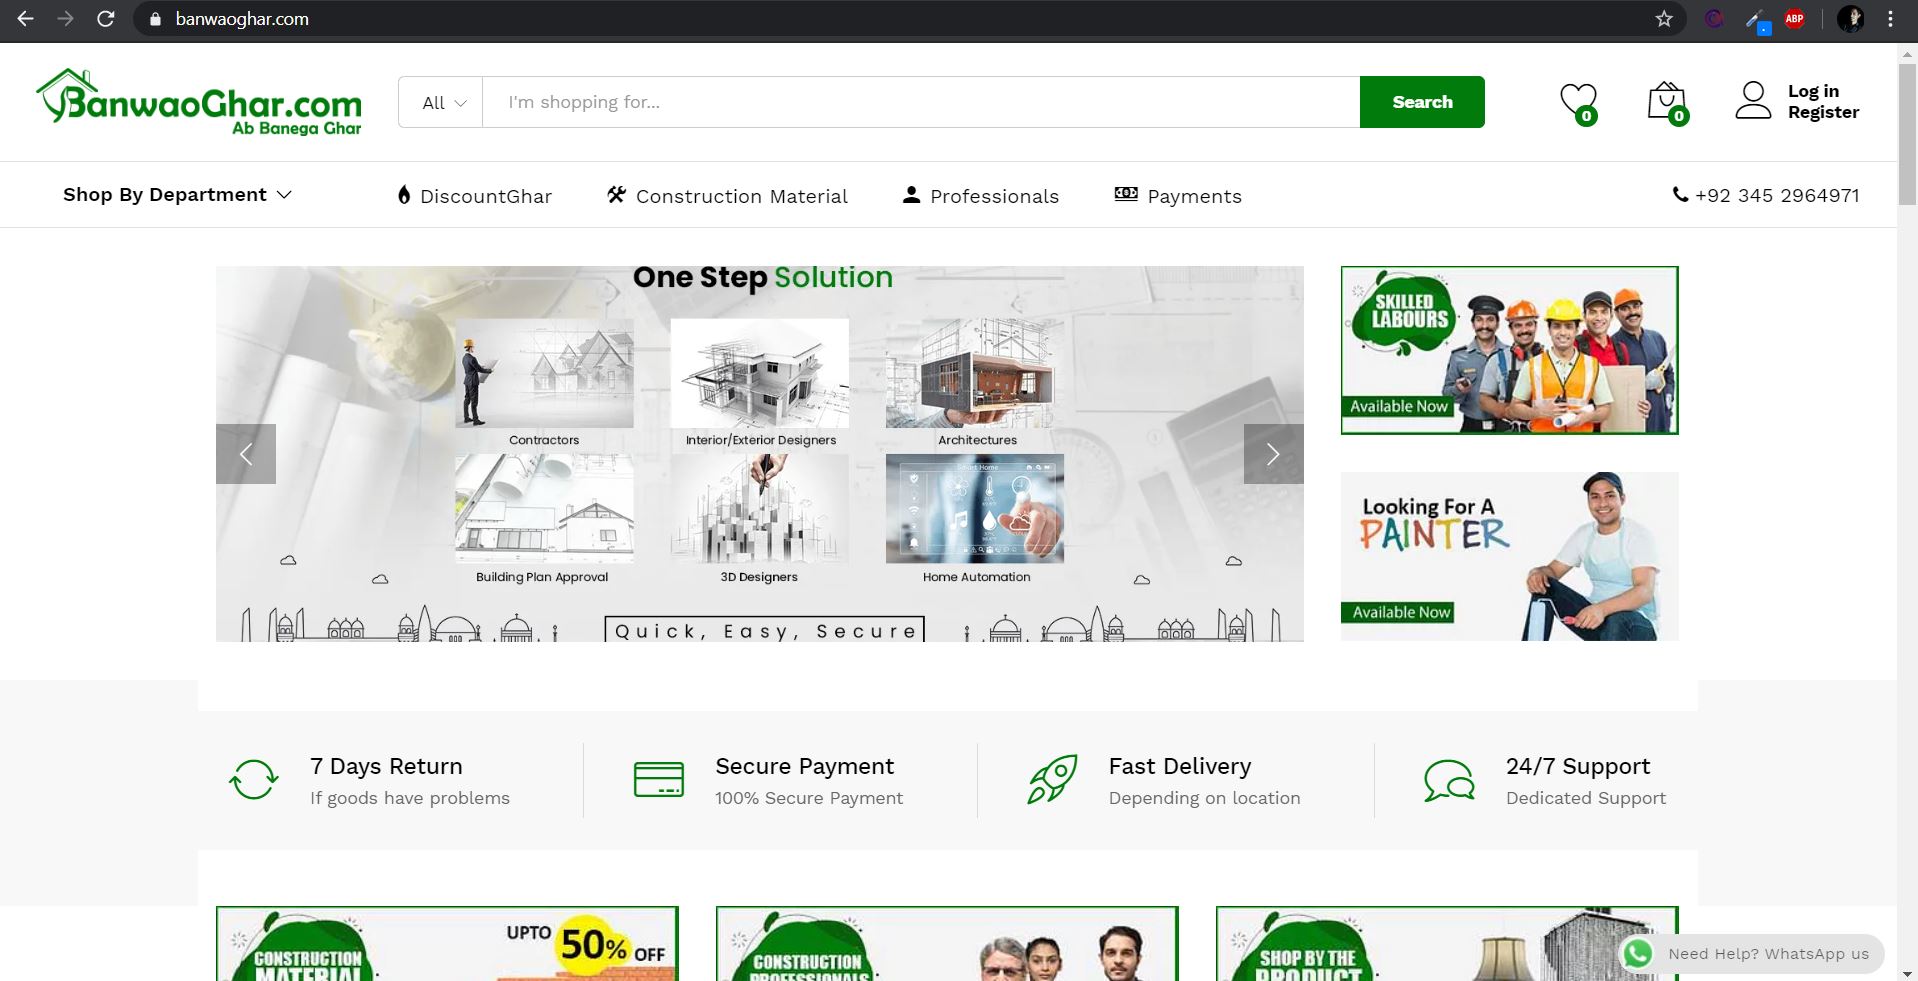 banwaoghar.com
ABP
BanwaoGhar.com
Ab Banega Ghar
All
I'm shopping for...
Search
0
0
Log in
Register
Shop By Department
DiscountGhar
Construction Material
Professionals
Payments
+92 345 2964971
One Step Solution
Contractors
Interior/Exterior Designers
Architectures
Smart Home
Building Plan Approval
3D Designers
Home Automation
Quick, Easy, Secure
SKILLED
LABOURS
Available Now
Looking For A
PAINTER
Available Now
7 Days Return
If goods have problems
Secure Payment
100% Secure Payment
Fast Delivery
Depending on location
24/7 Support
Dedicated Support
CONSTRUCTION
MATERIAL
UPTO 50% OFF
CONSTRUCTION
PROFESSIONALS
SHOP BY THE
PRODUCT
Need Help? WhatsApp us